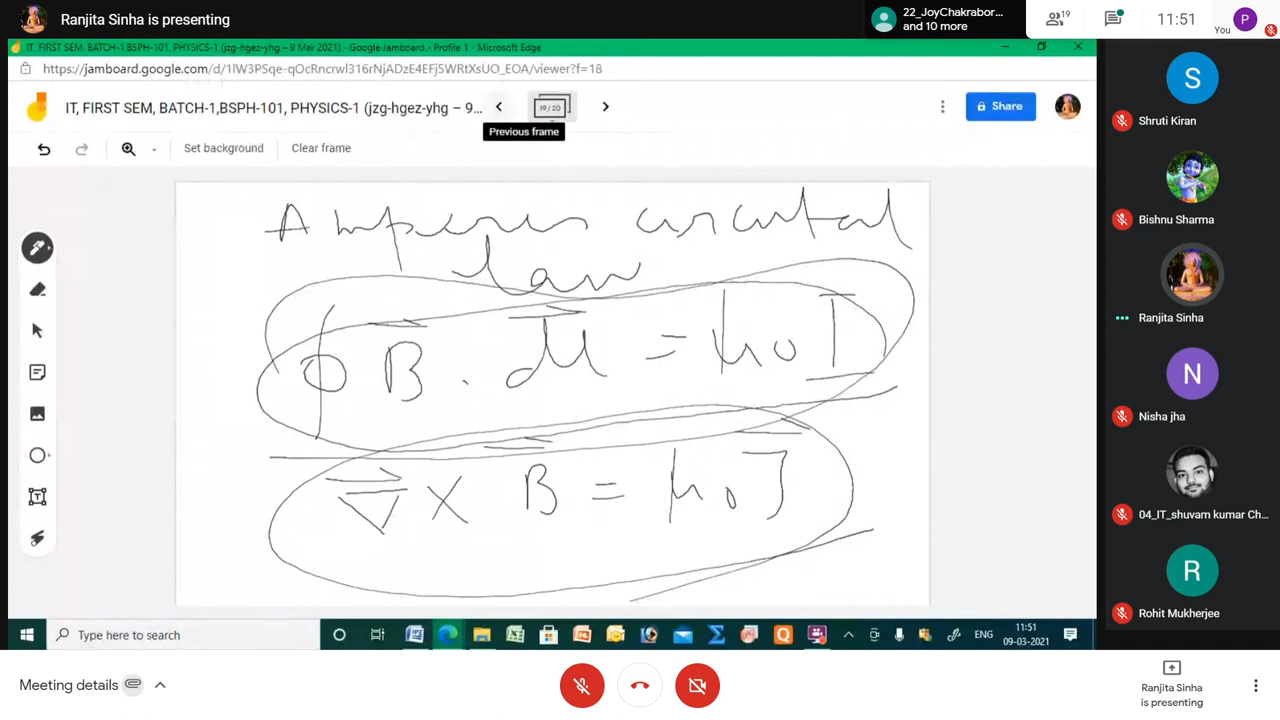 Ranjita Sinha is presenting
22_JoyChakrabor...
and 10 more
19
11:51
You
P
IT, FIRST SEM, BATCH-1,BSPH-101, PHYSICS-1 (jzg-hgez-yhg – 9 Mar 2021) - Google Jamboard - Profile 1 - Microsoft Edge
https://jamboard.google.com/d/1lW3PSqe-qOcRncrwl316rNjADzE4EFj5WRtXsUO_EOA/viewer?f=18
IT, FIRST SEM, BATCH-1,BSPH-101, PHYSICS-1 (jzg-hgez-yhg – 9...
19 / 20
Share
Previous frame
Set background
Clear frame
Amperes circuital
law
∮ B⃗ . dl⃗ = μ0 I
∇⃗ X B⃗ = μ0 J⃗
S
Shruti Kiran
Bishnu Sharma
Ranjita Sinha
N
Nisha jha
04_IT_shuvam kumar Ch...
R
Rohit Mukherjee
Type here to search
ENG
11:51
09-03-2021
Meeting details
Ranjita Sinha
is presenting